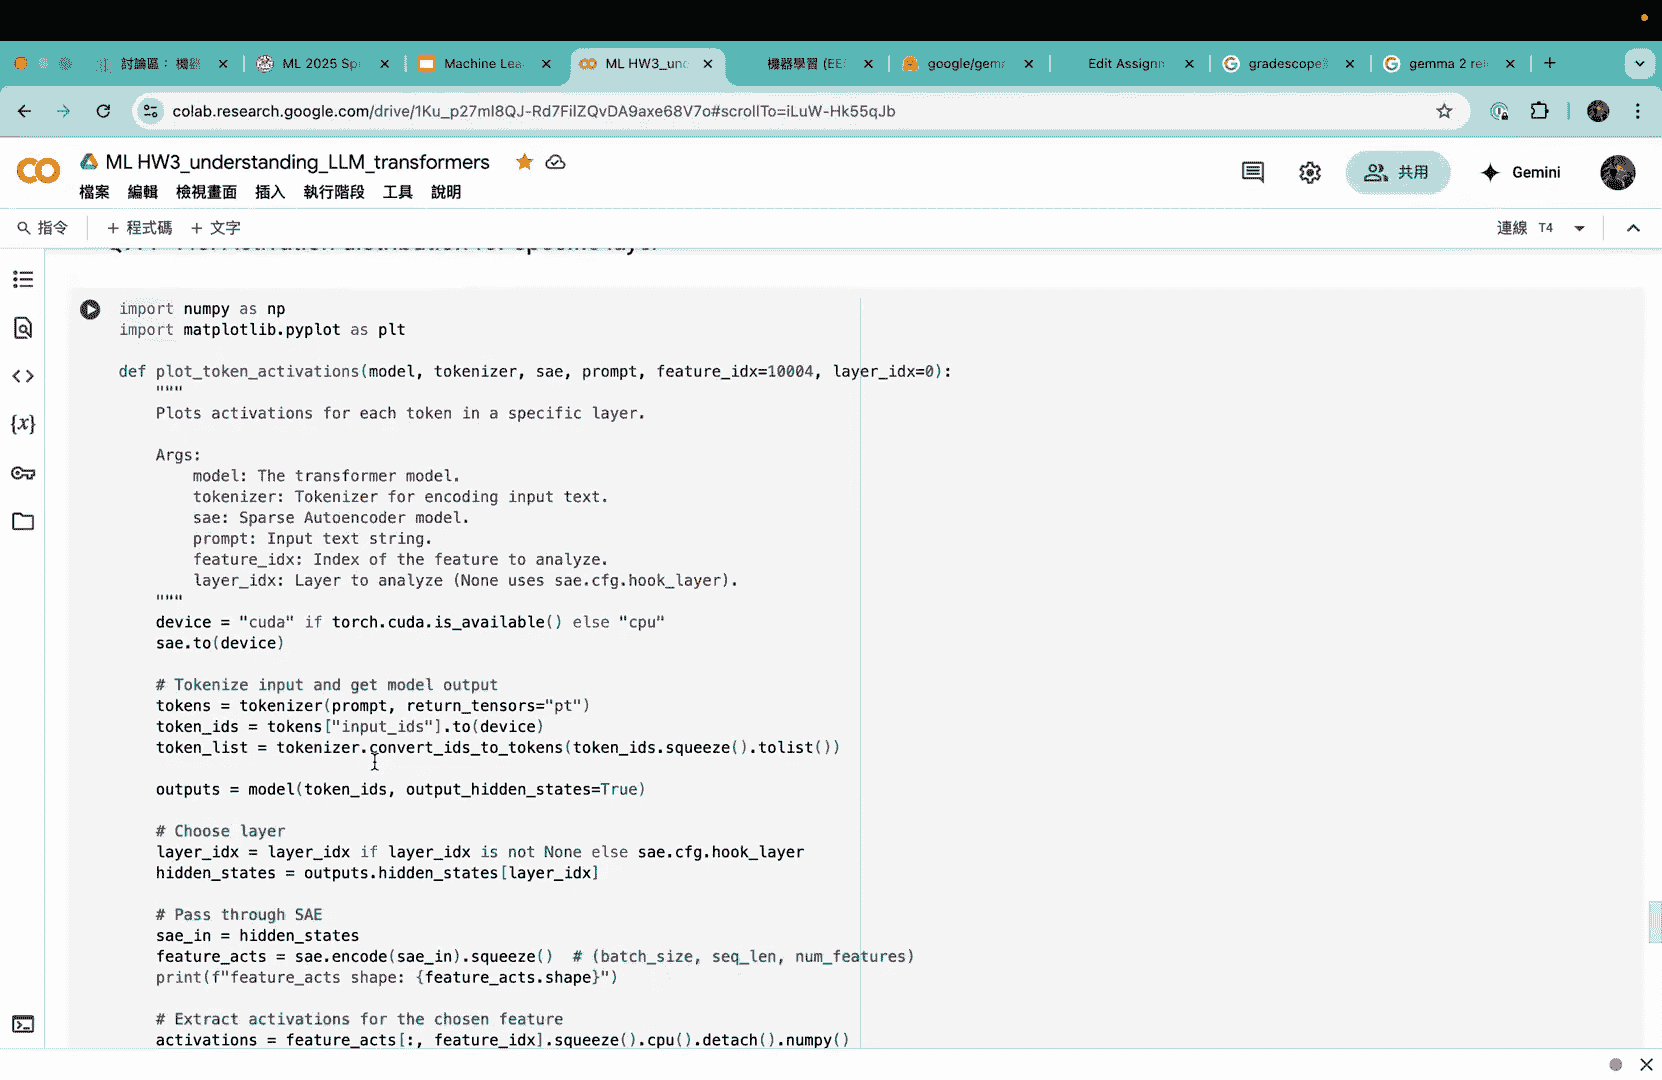 討論區： 機
ML 2025 Sp
Machine Lea
ML HW3_un
機器學習 (EE
google/gem
Edit Assign
gradescope
gemma 2 re
colab.research.google.com/drive/1Ku_p27ml8QJ-Rd7FilZQvDA9axe68V7o#scrollTo=iLuW-Hk55qJb
ML HW3_understanding_LLM_transformers
共用
Gemini
檔案 編輯 檢視畫面 插入 執行階段 工具 說明
指令 + 程式碼 + 文字
連線 T4
import numpy as np
import matplotlib.pyplot as plt
def plot_token_activations(model, tokenizer, sae, prompt, feature_idx=10004, layer_idx=0):
"""
Plots activations for each token in a specific layer.
Args:
model: The transformer model.
tokenizer: Tokenizer for encoding input text.
sae: Sparse Autoencoder model.
prompt: Input text string.
feature_idx: Index of the feature to analyze.
layer_idx: Layer to analyze (None uses sae.cfg.hook_layer).
"""
device = "cuda" if torch.cuda.is_available() else "cpu"
sae.to(device)
# Tokenize input and get model output
tokens = tokenizer(prompt, return_tensors="pt")
token_ids = tokens["input_ids"].to(device)
token_list = tokenizer.convert_ids_to_tokens(token_ids.squeeze().tolist())
outputs = model(token_ids, output_hidden_states=True)
# Choose layer
layer_idx = layer_idx if layer_idx is not None else sae.cfg.hook_layer
hidden_states = outputs.hidden_states[layer_idx]
# Pass through SAE
sae_in = hidden_states
feature_acts = sae.encode(sae_in).squeeze() # (batch_size, seq_len, num_features)
print(f"feature_acts shape: {feature_acts.shape}")
# Extract activations for the chosen feature
activations = feature_acts[:, feature_idx].squeeze().cpu().detach().numpy()